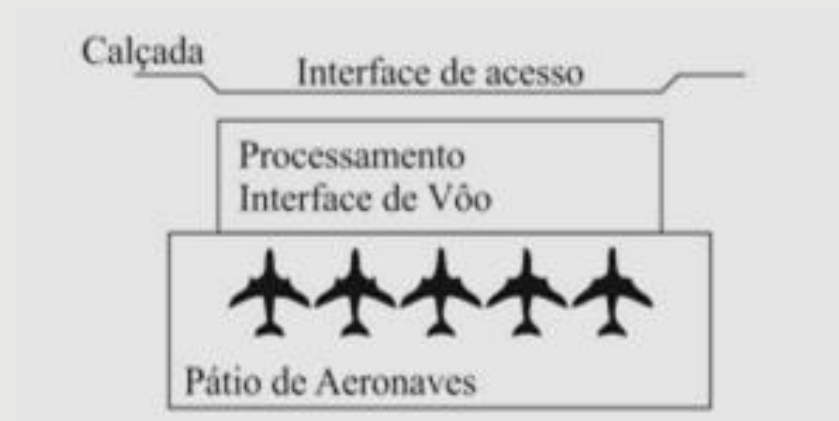 Calçada
Interface de acesso
Processamento
Interface de Vôo
Pátio de Aeronaves